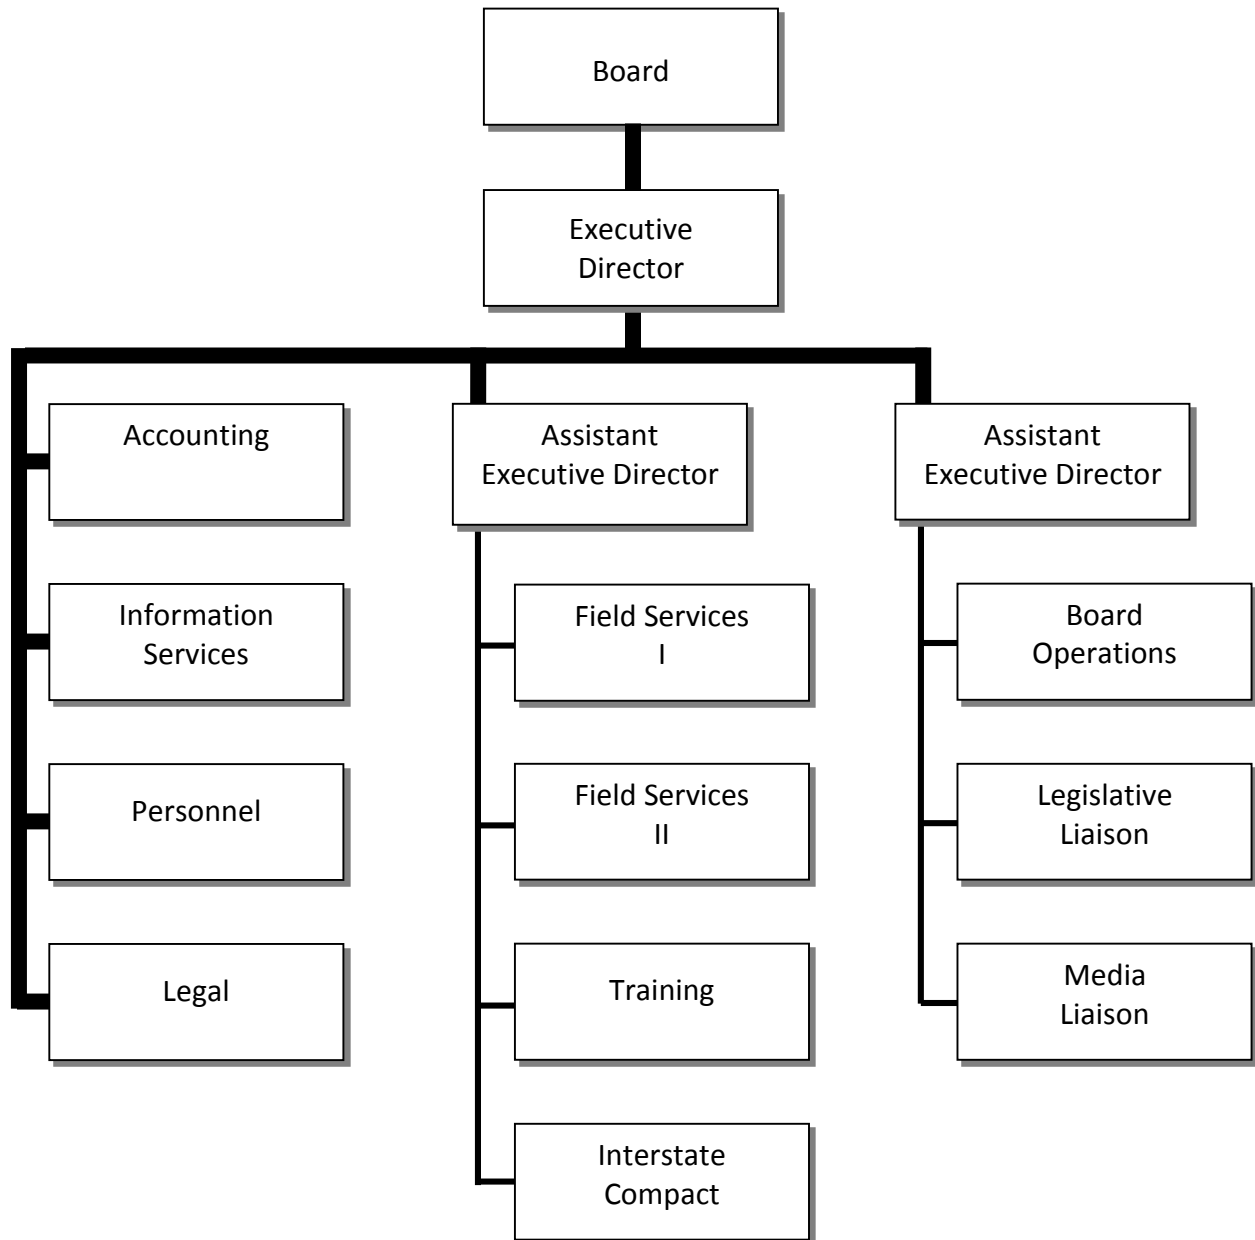 Board
Executive
Director
Accounting
Assistant
Executive Director
Assistant
Executive Director
Information
Services
Field Services
I
Board
Operations
Personnel
Field Services
II
Legislative
Liaison
Legal
Training
Media
Liaison
Interstate
Compact